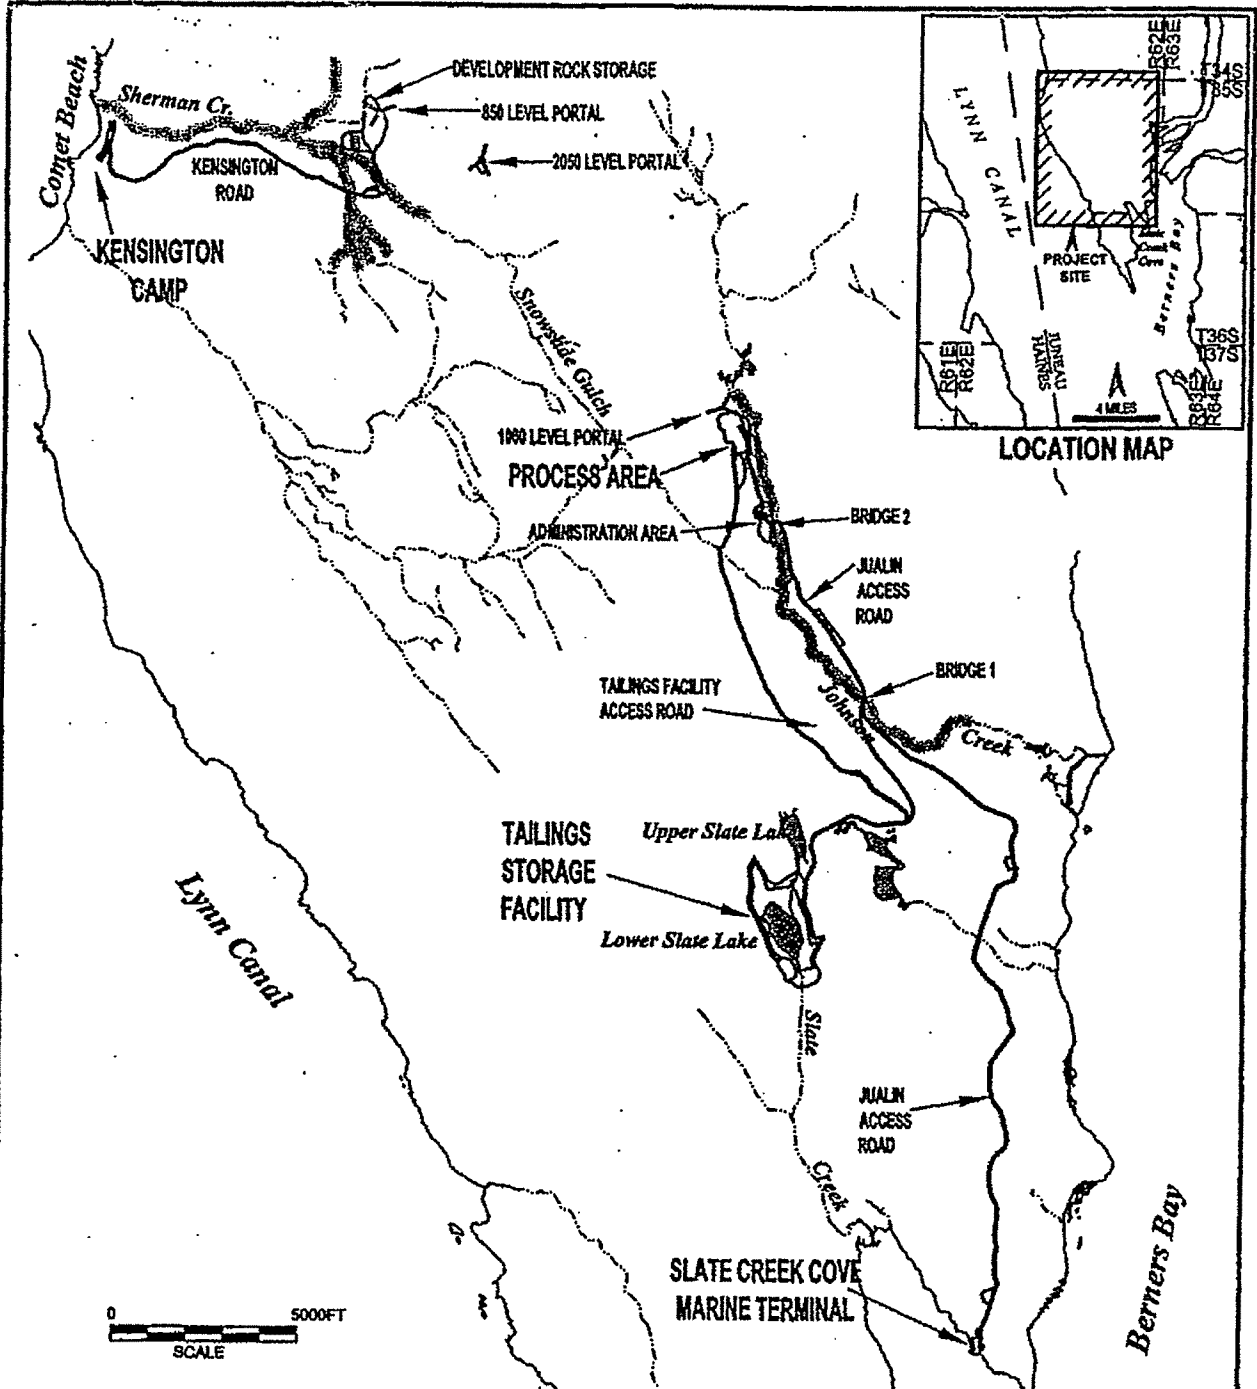 DEVELOPMENT ROCK STORAGE
850 LEVEL PORTAL
2050 LEVEL PORTAL
Comet Beach
Sherman Cr.
KENSINGTON
ROAD
KENSINGTON
CAMP
Snowslide Gulch
1060 LEVEL PORTAL
PROCESS AREA
ADMINISTRATION AREA
BRIDGE 2
JUALIN
ACCESS
ROAD
BRIDGE 1
TAILINGS FACILITY
ACCESS ROAD
Johnson
Creek
TAILINGS
STORAGE
FACILITY
Upper Slate Lake
Lower Slate Lake
Lynn Canal
Slate
Creek
JUALIN
ACCESS
ROAD
SLATE CREEK COVE
MARINE TERMINAL
Berners Bay
0 5000FT
SCALE
R62E
R63E
T34S
T35S
LYNN CANAL
PROJECT
SITE
Slate
Creek
Cove
Berners Bay
T36S
T37S
R61E
R62E
JUNEAU
HAINES
4 MILES
R63E
R64E
LOCATION MAP